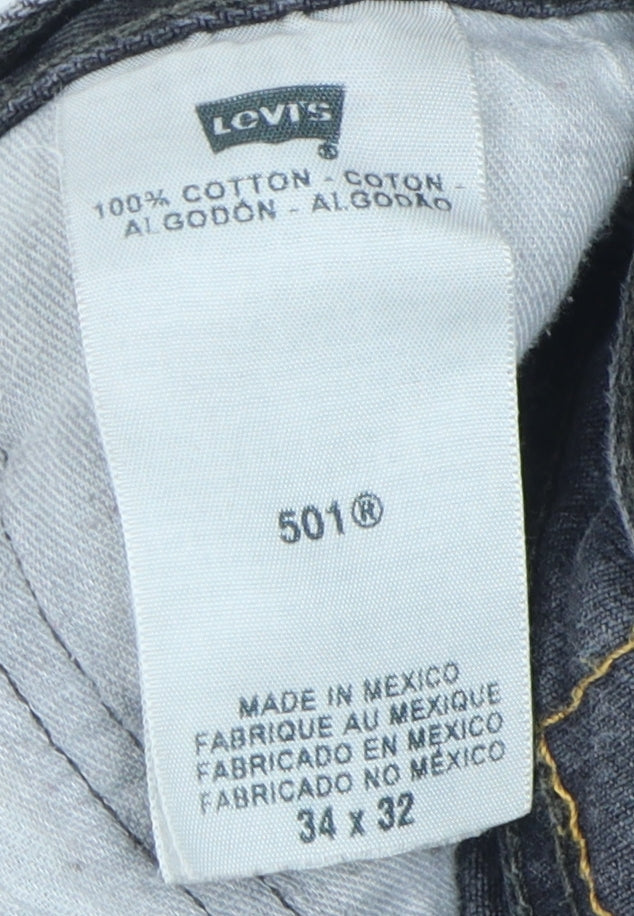 LEVI'S
®
100% COTTON - COTON -
ALGODÓN - ALGODÃO
501®
MADE IN MEXICO
FABRIQUE AU MEXIQUE
FABRICADO EN MEXICO
FABRICADO NO MÉXICO
34 x 32